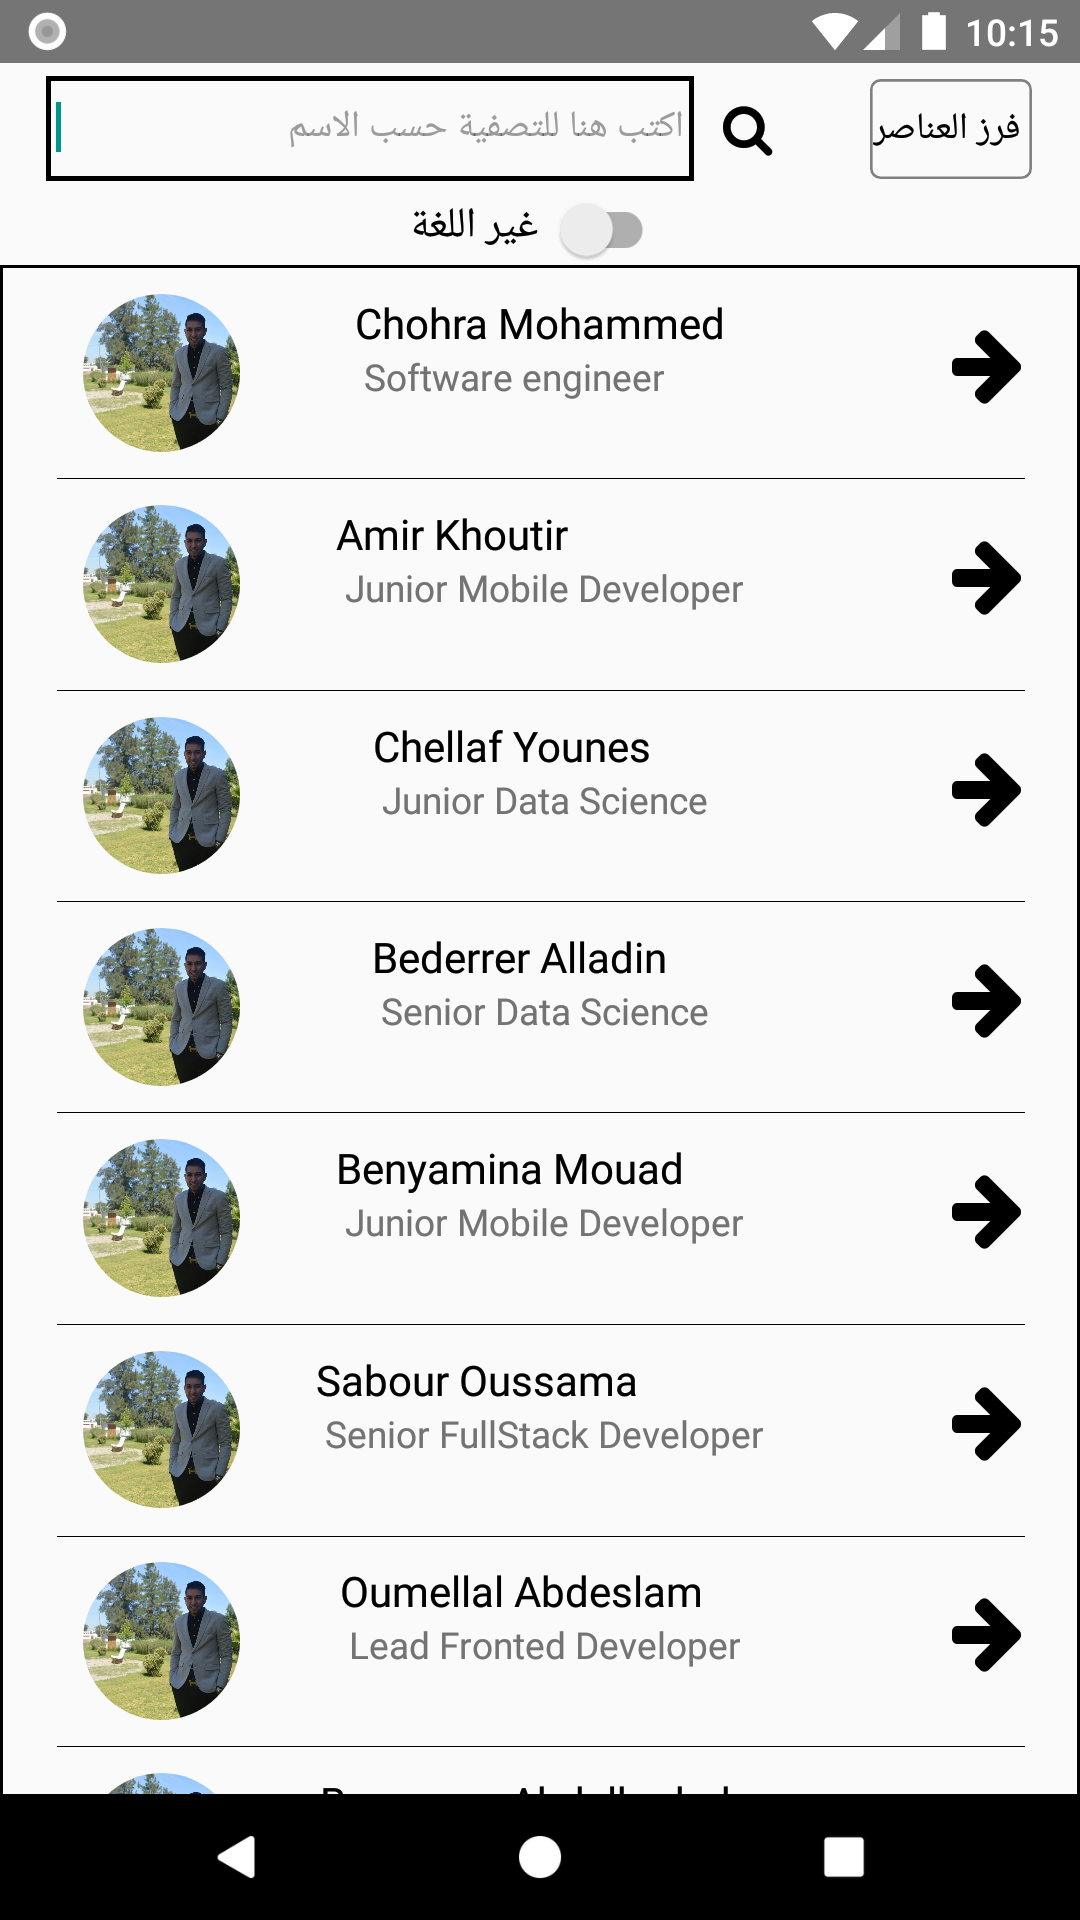 10:15
اكتب هنا للتصفية حسب الاسم
فرز العناصر
غير اللغة
Chohra Mohammed
Software engineer
Amir Khoutir
Junior Mobile Developer
Chellaf Younes
Junior Data Science
Bederrer Alladin
Senior Data Science
Benyamina Mouad
Junior Mobile Developer
Sabour Oussama
Senior FullStack Developer
Oumellal Abdeslam
Lead Fronted Developer